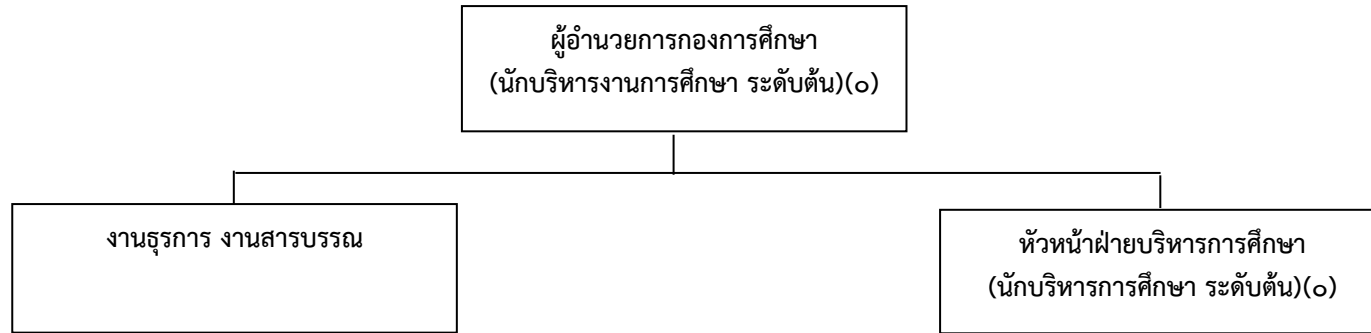 ผู้อำนวยการกองการศึกษา
(นักบริหารงานการศึกษา ระดับต้น)(๐)
งานธุรการ งานสารบรรณ
หัวหน้าฝ่ายบริหารการศึกษา
(นักบริหารการศึกษา ระดับต้น)(๐)